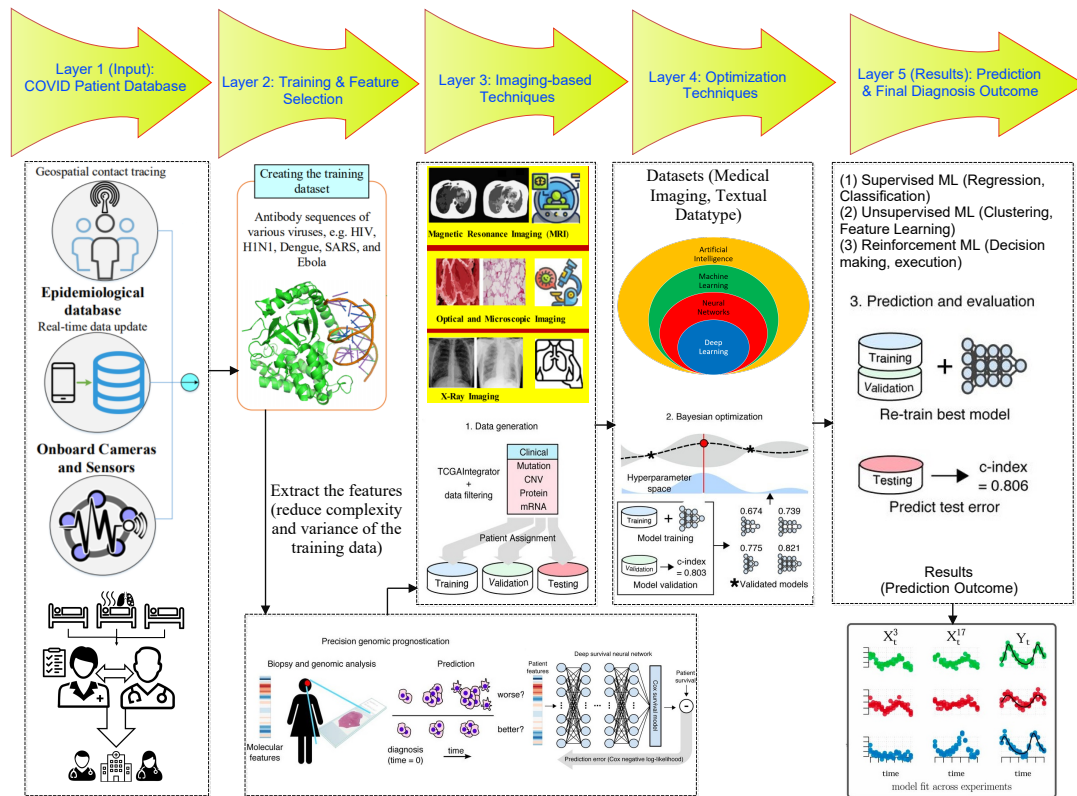 Layer 1 (Input):
COVID Patient Database
Layer 2: Training & Feature
Selection
Layer 3: Imaging-based
Techniques
Layer 4: Optimization
Techniques
Layer 5 (Results): Prediction
& Final Diagnosis Outcome
Geospatial contact tracing
Epidemiological
database
Real-time data update
Onboard Cameras
and Sensors
Creating the training
dataset
Antibody sequences of
various viruses, e.g. HIV,
H1N1, Dengue, SARS, and
Ebola
Extract the features
(reduce complexity
and variance of the
training data)
Magnetic Resonance Imaging (MRI)
Optical and Microscopic Imaging
X-Ray Imaging
1. Data generation
TCGAIntegrator
+
data filtering
Clinical
Mutation
CNV
Protein
mRNA
Patient Assignment
Training
Validation
Testing
Datasets (Medical
Imaging, Textual
Datatype)
Artificial
Intelligence
Machine
Learning
Neural
Networks
Deep
Learning
2. Bayesian optimization
Hyperparameter
space
Training
+
Model training
Validation
c-index
= 0.803
Model validation
0.674
0.739
0.775
0.821
Validated models
(1) Supervised ML (Regression,
Classification)
(2) Unsupervised ML (Clustering,
Feature Learning)
(3) Reinforcement ML (Decision
making, execution)
3. Prediction and evaluation
Training
Validation
+
Re-train best model
Testing
c-index
= 0.806
Predict test error
Results
(Prediction Outcome)
X_t^3
X_t^17
Y_t
time
time
time
model fit across experiments
Precision genomic prognostication
Biopsy and genomic analysis
Molecular
features
Prediction
worse?
better?
diagnosis
(time = 0)
time
Deep survival neural network
Patient
features
Cox survival model
Patient
survival
Prediction error (Cox negative log-likelihood)